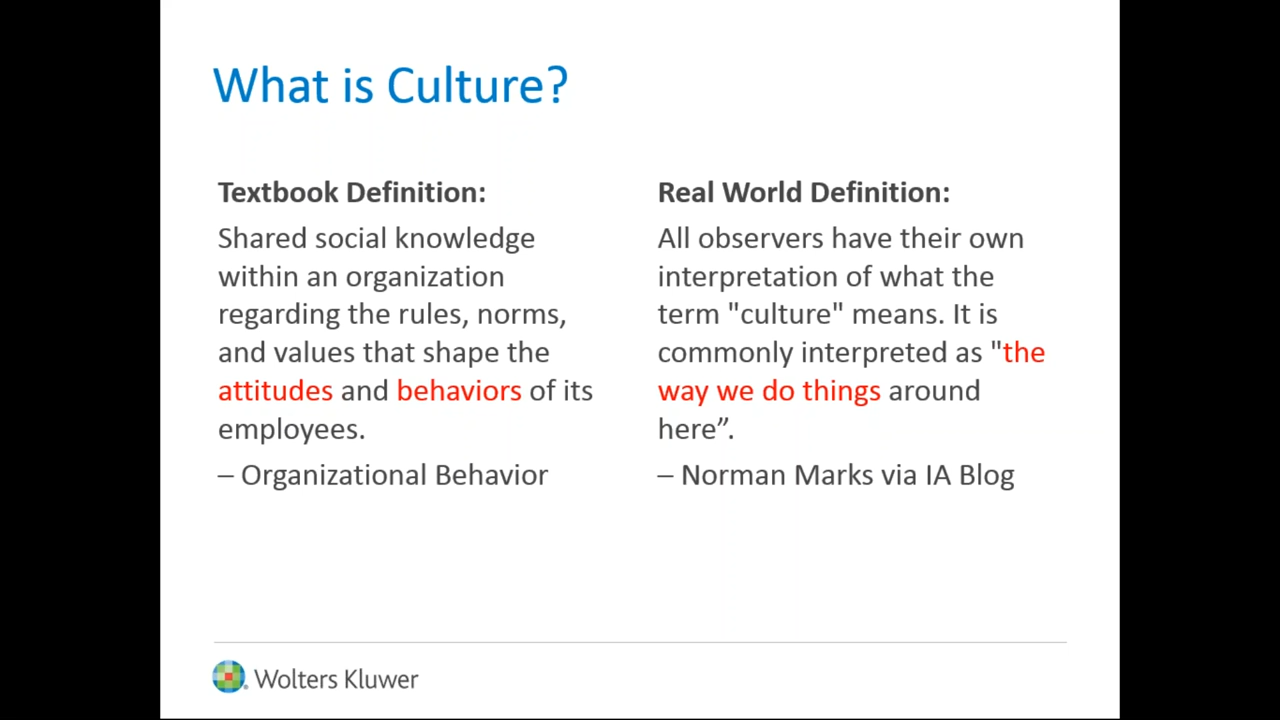 What is Culture?
Textbook Definition:
Shared social knowledge
within an organization
regarding the rules, norms,
and values that shape the
attitudes and behaviors of its
employees.
– Organizational Behavior
Real World Definition:
All observers have their own
interpretation of what the
term "culture" means. It is
commonly interpreted as "the
way we do things around
here”.
– Norman Marks via IA Blog
Wolters Kluwer